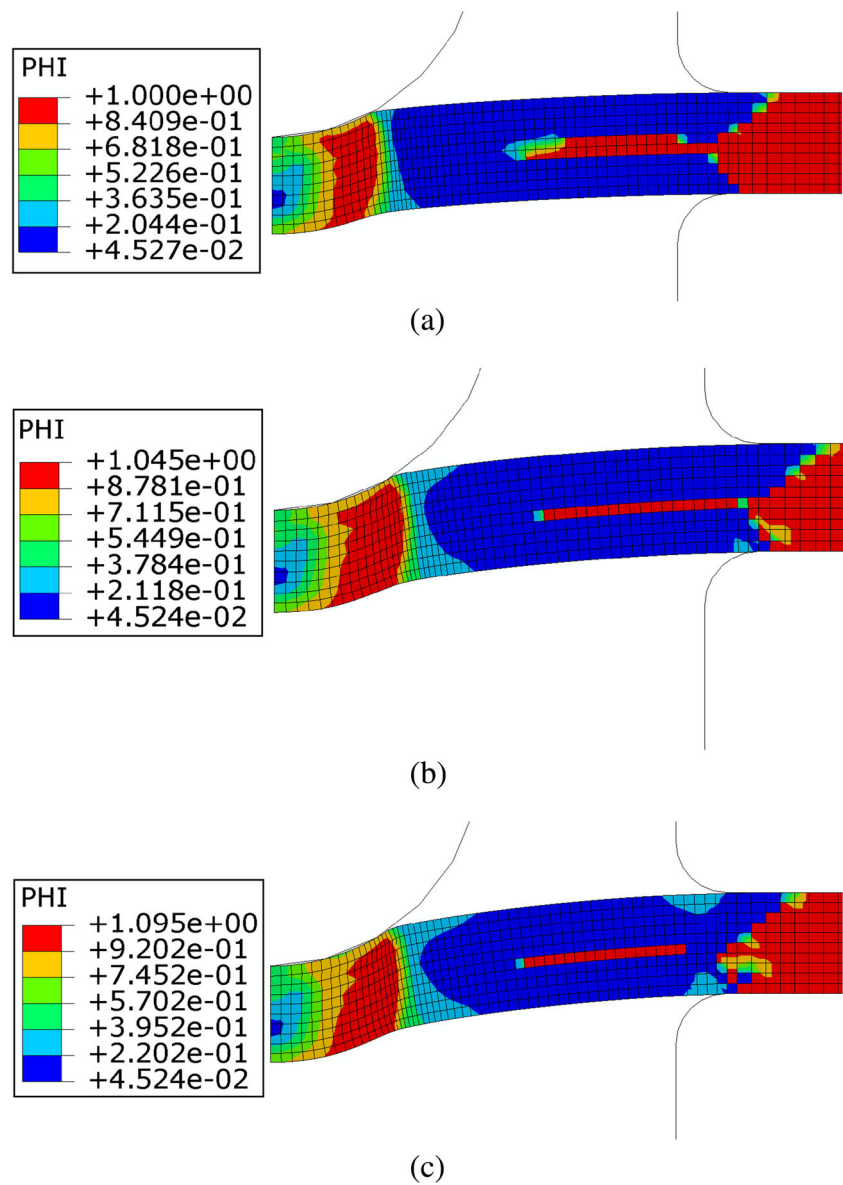 PHI
+1.000e+00
+8.409e-01
+6.818e-01
+5.226e-01
+3.635e-01
+2.044e-01
+4.527e-02
(a)
PHI
+1.045e+00
+8.781e-01
+7.115e-01
+5.449e-01
+3.784e-01
+2.118e-01
+4.524e-02
(b)
PHI
+1.095e+00
+9.202e-01
+7.452e-01
+5.702e-01
+3.952e-01
+2.202e-01
+4.524e-02
(c)